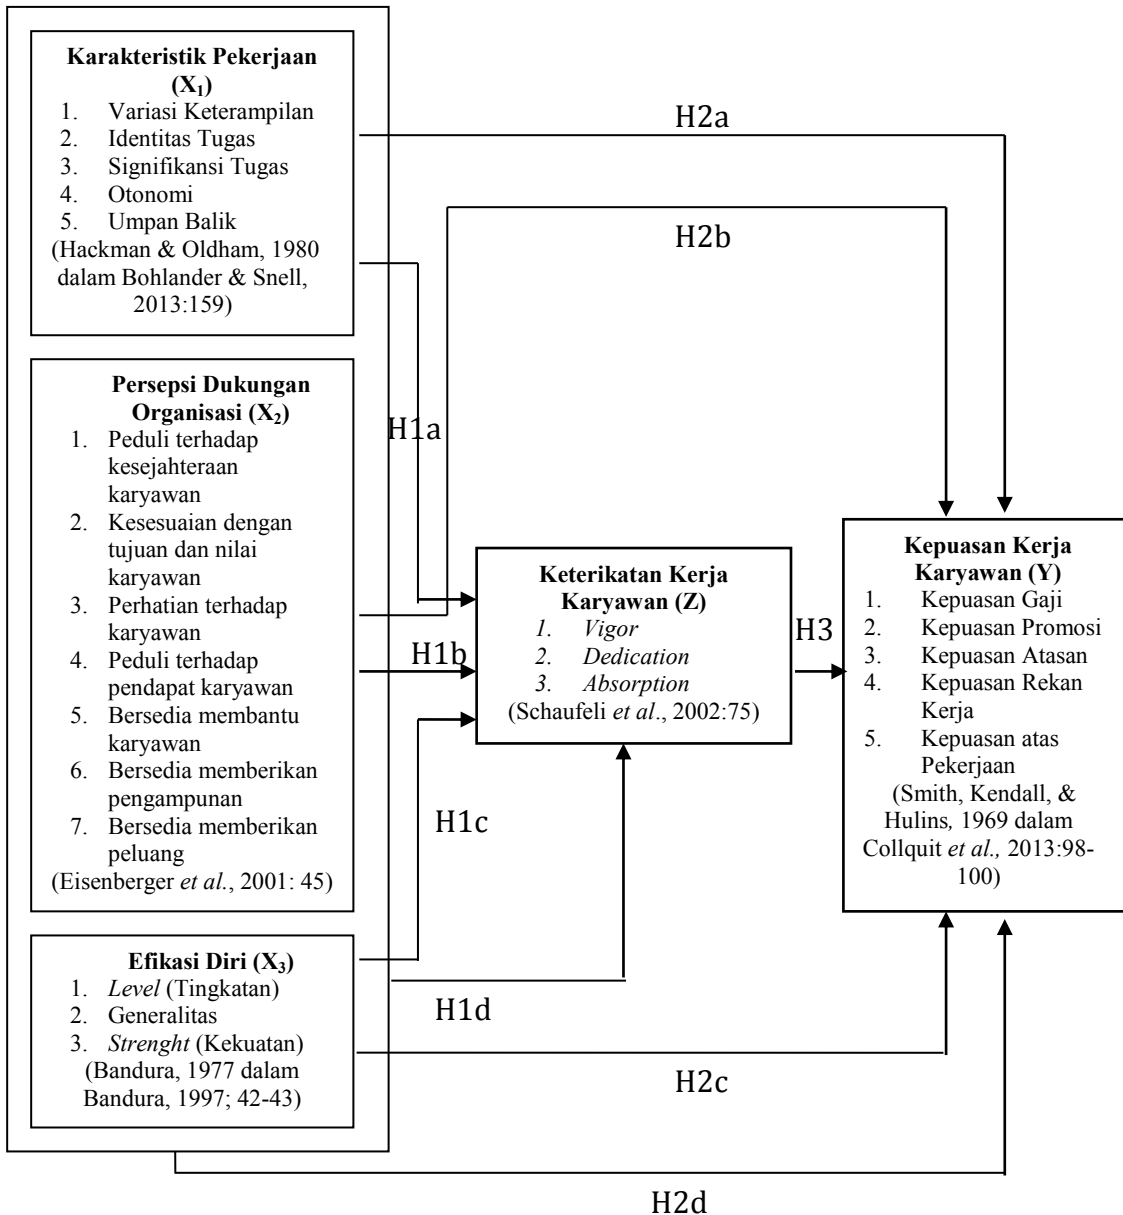 Karakteristik Pekerjaan
(X₁)
1. Variasi Keterampilan
2. Identitas Tugas
3. Signifikansi Tugas
4. Otonomi
5. Umpan Balik
(Hackman & Oldham, 1980
dalam Bohlander & Snell,
2013:159)
Persepsi Dukungan
Organisasi (X₂)
1. Peduli terhadap
kesejahteraan
karyawan
2. Kesesuaian dengan
tujuan dan nilai
karyawan
3. Perhatian terhadap
karyawan
4. Peduli terhadap
pendapat karyawan
5. Bersedia membantu
karyawan
6. Bersedia memberikan
pengampunan
7. Bersedia memberikan
peluang
(Eisenberger et al., 2001: 45)
Efikasi Diri (X₃)
1. Level (Tingkatan)
2. Generalitas
3. Strenght (Kekuatan)
(Bandura, 1977 dalam
Bandura, 1997; 42-43)
H2a
H2b
H1a
H1b
H1c
H1d
H2c
H2d
Keterikatan Kerja
Karyawan (Z)
1. Vigor
2. Dedication
3. Absorption
(Schaufeli et al., 2002:75)
H3
Kepuasan Kerja
Karyawan (Y)
1. Kepuasan Gaji
2. Kepuasan Promosi
3. Kepuasan Atasan
4. Kepuasan Rekan
Kerja
5. Kepuasan atas
Pekerjaan
(Smith, Kendall, &
Hulins, 1969 dalam
Collquit et al., 2013:98-
100)